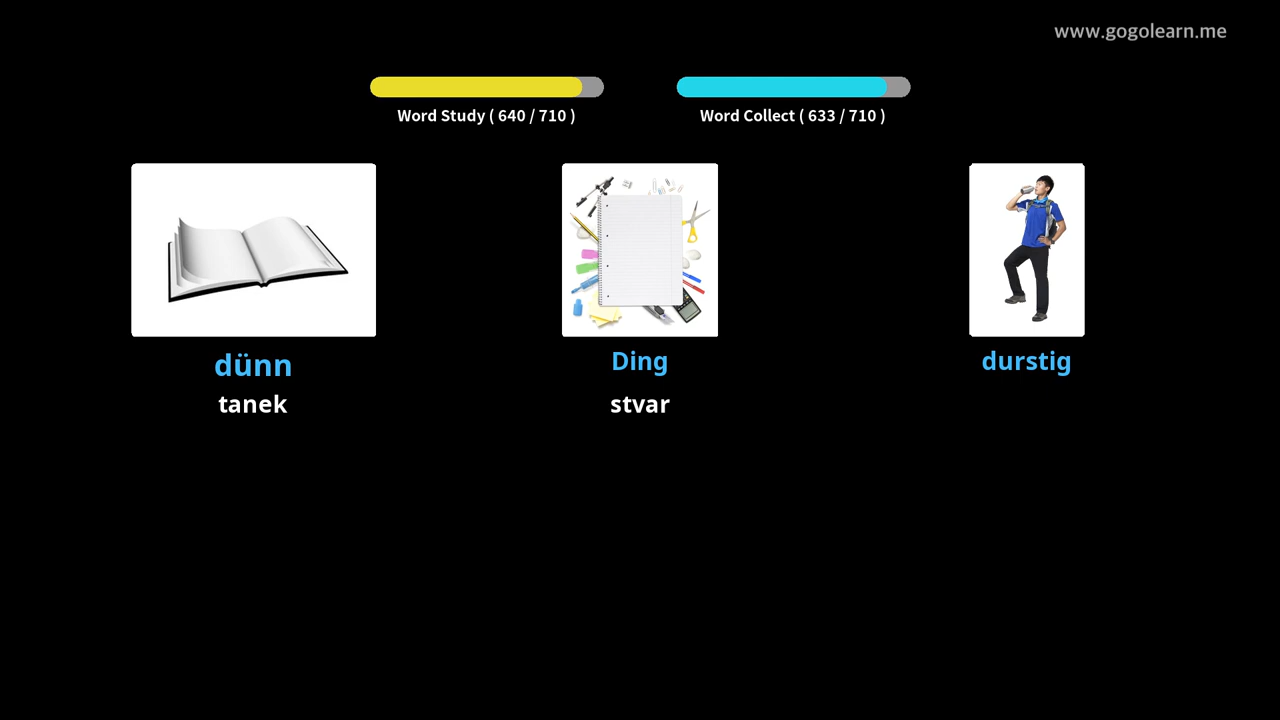 www.gogolearn.me
Word Study ( 640 / 710 )
Word Collect ( 633 / 710 )
dünn
tanek
Ding
stvar
durstig